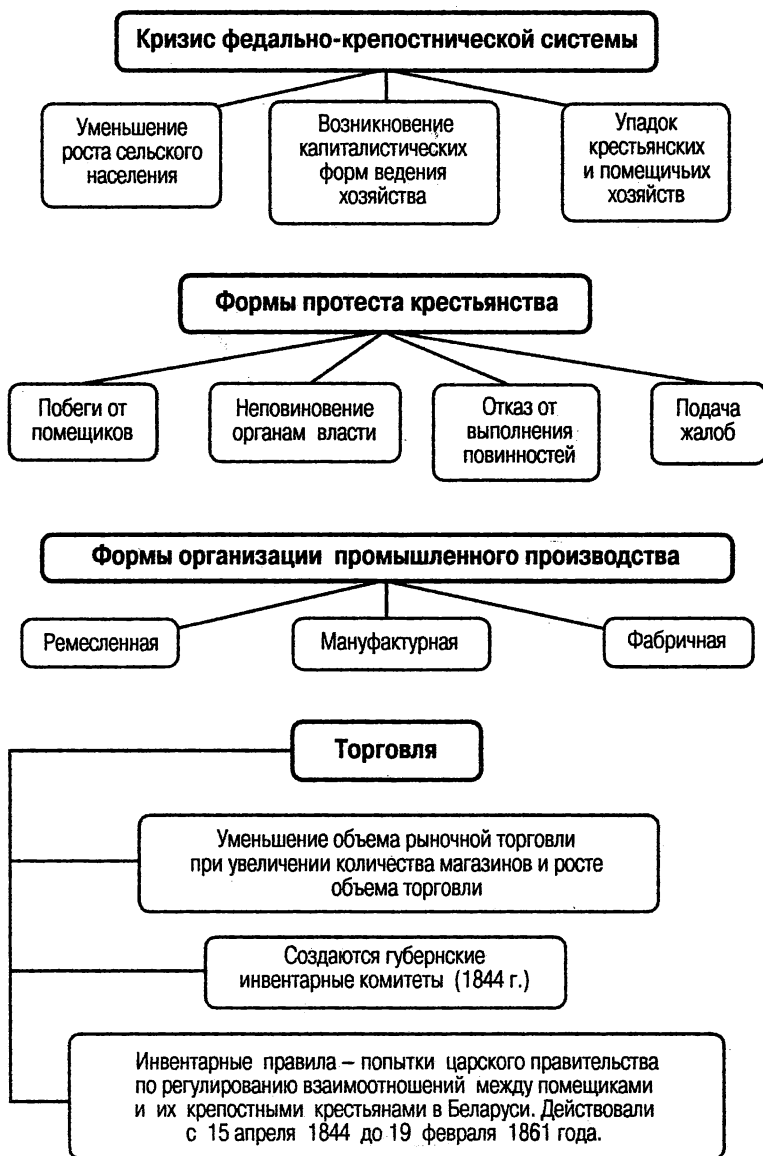 Кризис федально-крепостнической системы
Уменьшение
роста сельского
населения
Возникновение
капиталистических
форм ведения
хозяйства
Упадок
крестьянских
и помещичьих
хозяйств
Формы протеста крестьянства
Побеги от
помещиков
Неповиновение
органам власти
Отказ от
выполнения
повинностей
Подача
жалоб
Формы организации промышленного производства
Ремесленная
Мануфактурная
Фабричная
Торговля
Уменьшение объема рыночной торговли
при увеличении количества магазинов и росте
объема торговли
Создаются губернские
инвентарные комитеты (1844 г.)
Инвентарные правила – попытки царского правительства
по регулированию взаимоотношений между помещиками
и их крепостными крестьянами в Беларуси. Действовали
с 15 апреля 1844 до 19 февраля 1861 года.